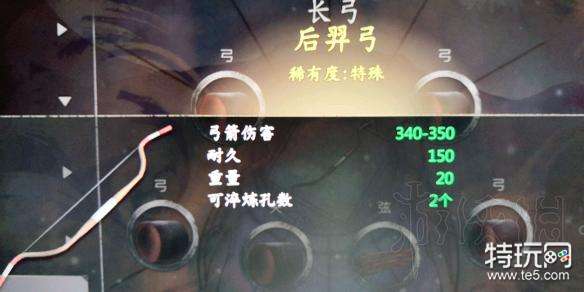 长弓
后羿弓
稀有度:特殊
弓 弓
弓箭伤害 340-350
耐久 150
重量 20
可淬炼孔数 2个
弓 弦 弓
特玩网
www.te5.com